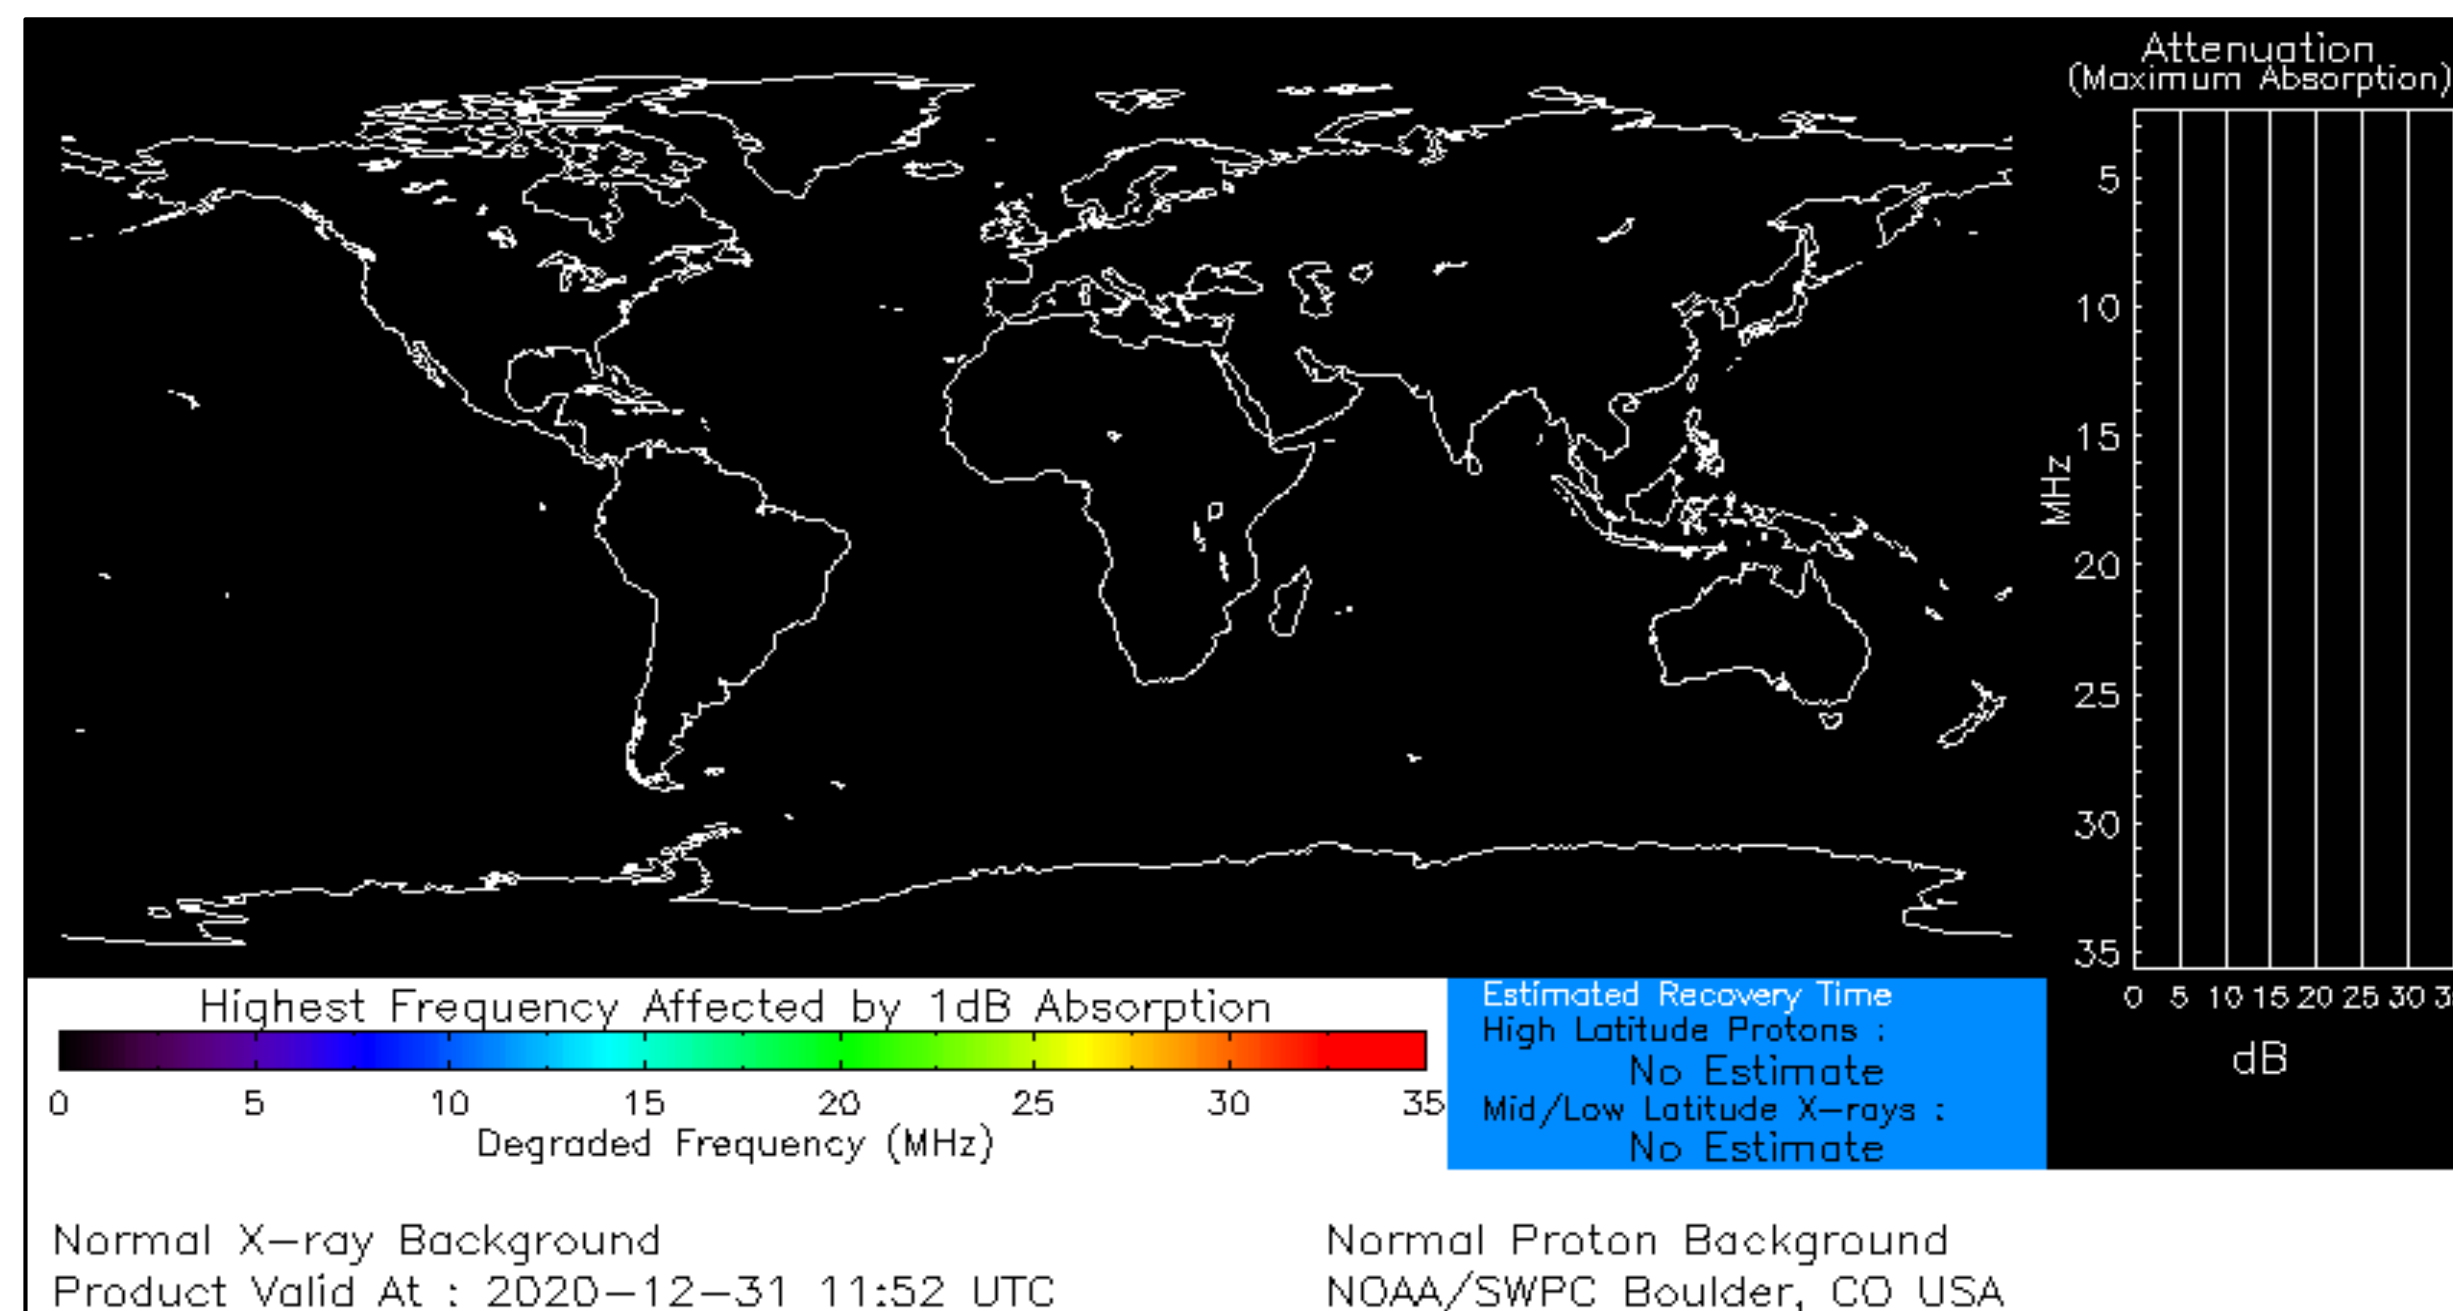 Attenuation
(Maximum Absorption)
5
10
15
20
25
30
35
MHz
0 5 10 15 20 25 30
dB
Highest Frequency Affected by 1dB Absorption
0 5 10 15 20 25 30 35
Degraded Frequency (MHz)
Estimated Recovery Time
High Latitude Protons :
No Estimate
Mid/Low Latitude X-rays :
No Estimate
Normal X-ray Background
Normal Proton Background
Product Valid At : 2020-12-31 11:52 UTC
NOAA/SWPC Boulder, CO USA